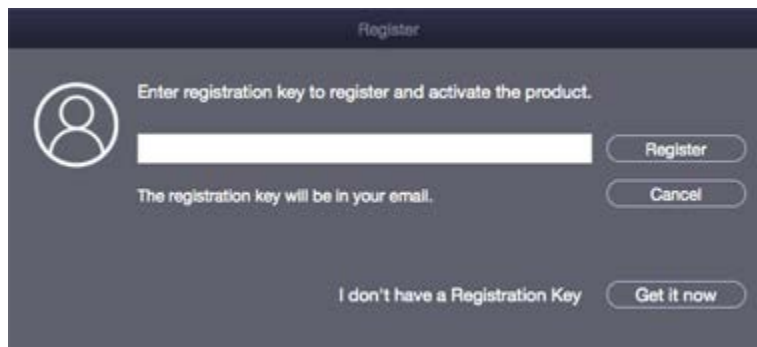 Register
Enter registration key to register and activate the product.
Register
The registration key will be in your email.
Cancel
I don't have a Registration Key
Get it now